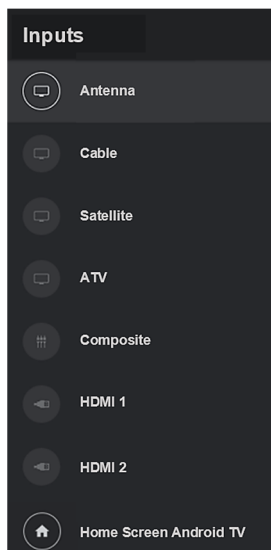 Inputs
Antenna
Cable
Satellite
ATV
Composite
HDMI 1
HDMI 2
Home Screen Android TV